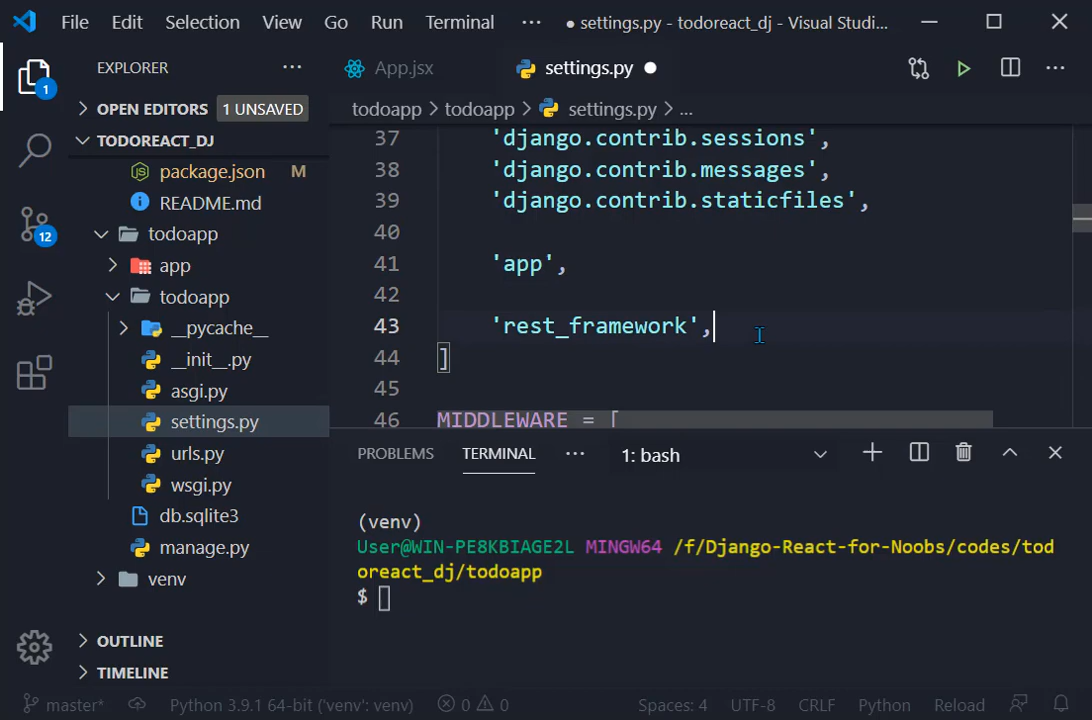 File Edit Selection View Go Run Terminal ··· ● settings.py - todoreact_dj - Visual Studi...
EXPLORER ···
1
OPEN EDITORS 1 UNSAVED
TODOREACT_DJ
package.json M
README.md
todoapp
app
todoapp
__pycache__
__init__.py
asgi.py
settings.py
urls.py
wsgi.py
db.sqlite3
manage.py
venv
OUTLINE
TIMELINE
12
App.jsx settings.py ●
todoapp > todoapp > settings.py > ...
37 'django.contrib.sessions',
38 'django.contrib.messages',
39 'django.contrib.staticfiles',
40
41 'app',
42
43 'rest_framework',
44 ]
45
46 MIDDLEWARE = [
PROBLEMS TERMINAL ··· 1: bash
(venv)
User@WIN-PE8KBIAGE2L MINGW64 /f/Django-React-for-Noobs/codes/tod
oreact_dj/todoapp
$
master* Python 3.9.1 64-bit ('venv': venv) 0 0 Spaces: 4 UTF-8 CRLF Python Reload